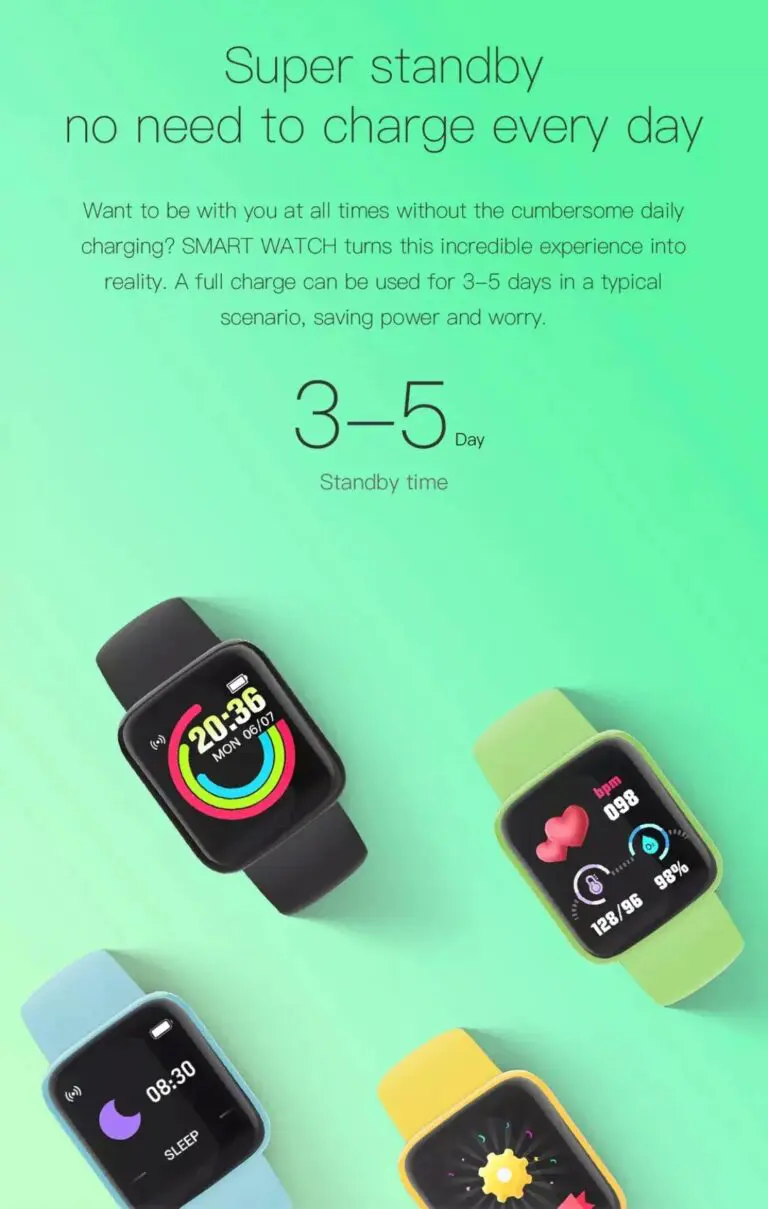 Super standby
no need to charge every day
Want to be with you at all times without the cumbersome daily
charging? SMART WATCH turns this incredible experience into
reality. A full charge can be used for 3–5 days in a typical
scenario, saving power and worry.
3–5 Day
Standby time
20:36
MON 06/07
bpm
098
128/96
98%
08:30
SLEEP